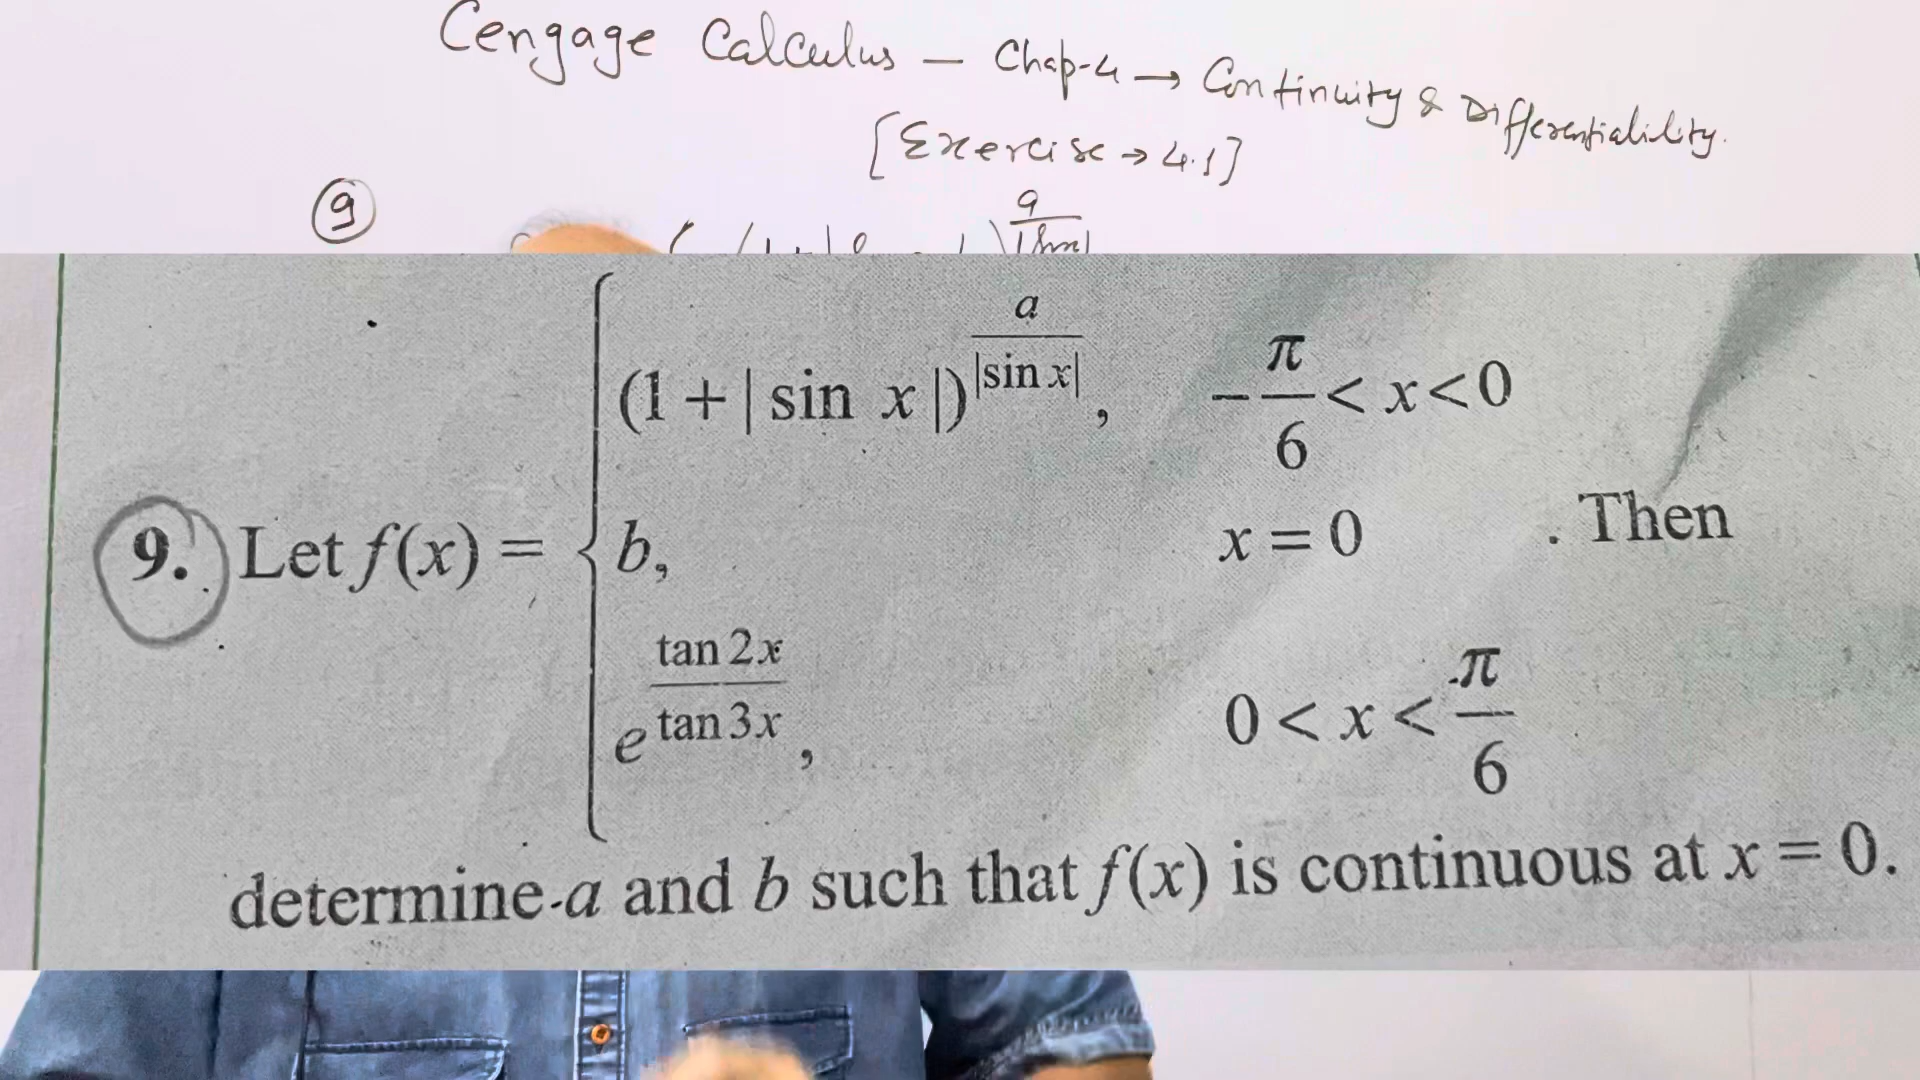 Cengage Calculus — Chap-4 → Continuity & Differentiability.
[Exercise → 4.1]
9
9. Let f(x) = { (1 + | sin x |)^(a/|sin x|), -π/6 < x < 0
b, x = 0 . Then
e^(tan 2x/tan 3x), 0 < x < π/6
determine a and b such that f(x) is continuous at x = 0.